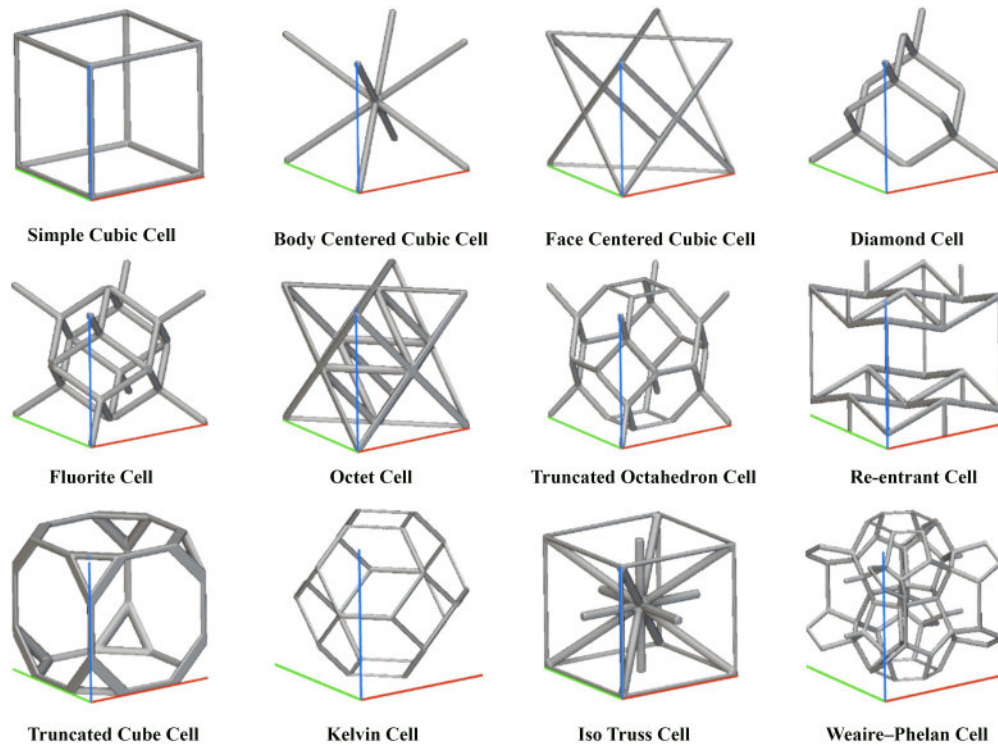 Simple Cubic Cell
Body Centered Cubic Cell
Face Centered Cubic Cell
Diamond Cell
Fluorite Cell
Octet Cell
Truncated Octahedron Cell
Re-entrant Cell
Truncated Cube Cell
Kelvin Cell
Iso Truss Cell
Weaire–Phelan Cell